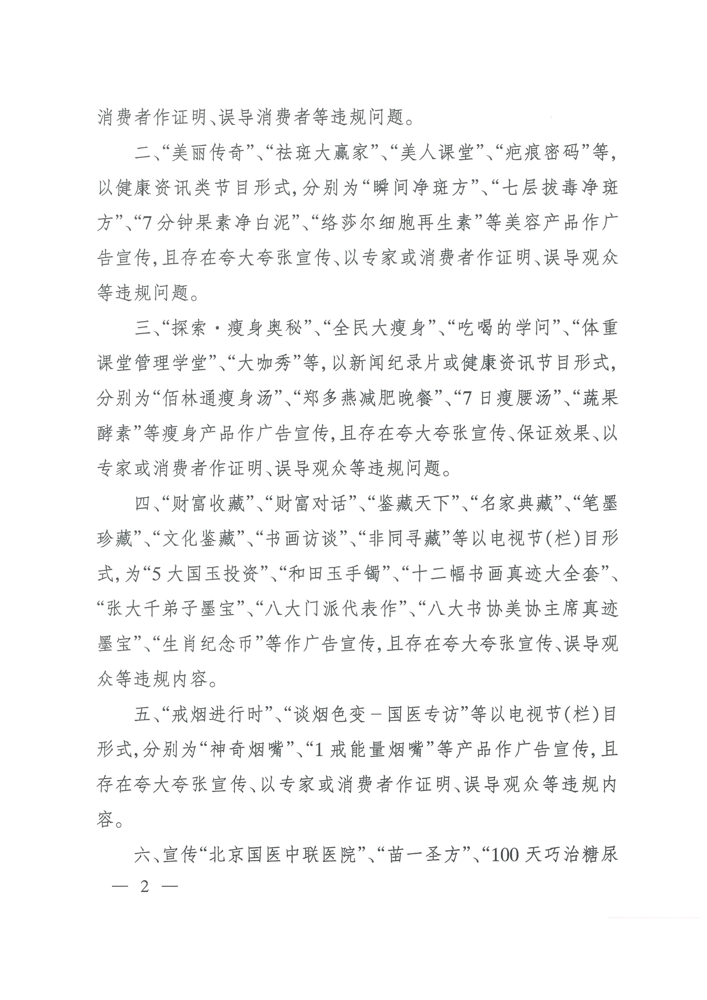 消费者作证明、误导消费者等违规问题。
二、“美丽传奇”、“祛斑大赢家”、“美人课堂”、“疤痕密码”等,
以健康资讯类节目形式,分别为“瞬间净斑方”、“七层拔毒净斑
方”、“7分钟果素净白泥”、“络莎尔细胞再生素”等美容产品作广
告宣传,且存在夸大夸张宣传、以专家或消费者作证明、误导观众
等违规问题。
三、“探索·瘦身奥秘”、“全民大瘦身”、“吃喝的学问”、“体重
课堂管理学堂”、“大咖秀”等,以新闻纪录片或健康资讯节目形式,
分别为“佰林通瘦身汤”、“郑多燕减肥晚餐”、“7日瘦腰汤”、“蔬果
酵素”等瘦身产品作广告宣传,且存在夸大夸张宣传、保证效果、以
专家或消费者作证明、误导观众等违规问题。
四、“财富收藏”、“财富对话”、“鉴藏天下”、“名家典藏”、“笔墨
珍藏”、“文化鉴藏”、“书画访谈”、“非同寻藏”等以电视节(栏)目形
式,为“5大国玉投资”、“和田玉手镯”、“十二幅书画真迹大全套”、
“张大千弟子墨宝”、“八大门派代表作”、“八大书协美协主席真迹
墨宝”、“生肖纪念币”等作广告宣传,且存在夸大夸张宣传、误导观
众等违规内容。
五、“戒烟进行时”、“谈烟色变－国医专访”等以电视节(栏)目
形式,分别为“神奇烟嘴”、“1戒能量烟嘴”等产品作广告宣传,且
存在夸大夸张宣传、以专家或消费者作证明、误导观众等违规内
容。
六、宣传“北京国医中联医院”、“苗一圣方”、“100天巧治糖尿
— 2 —